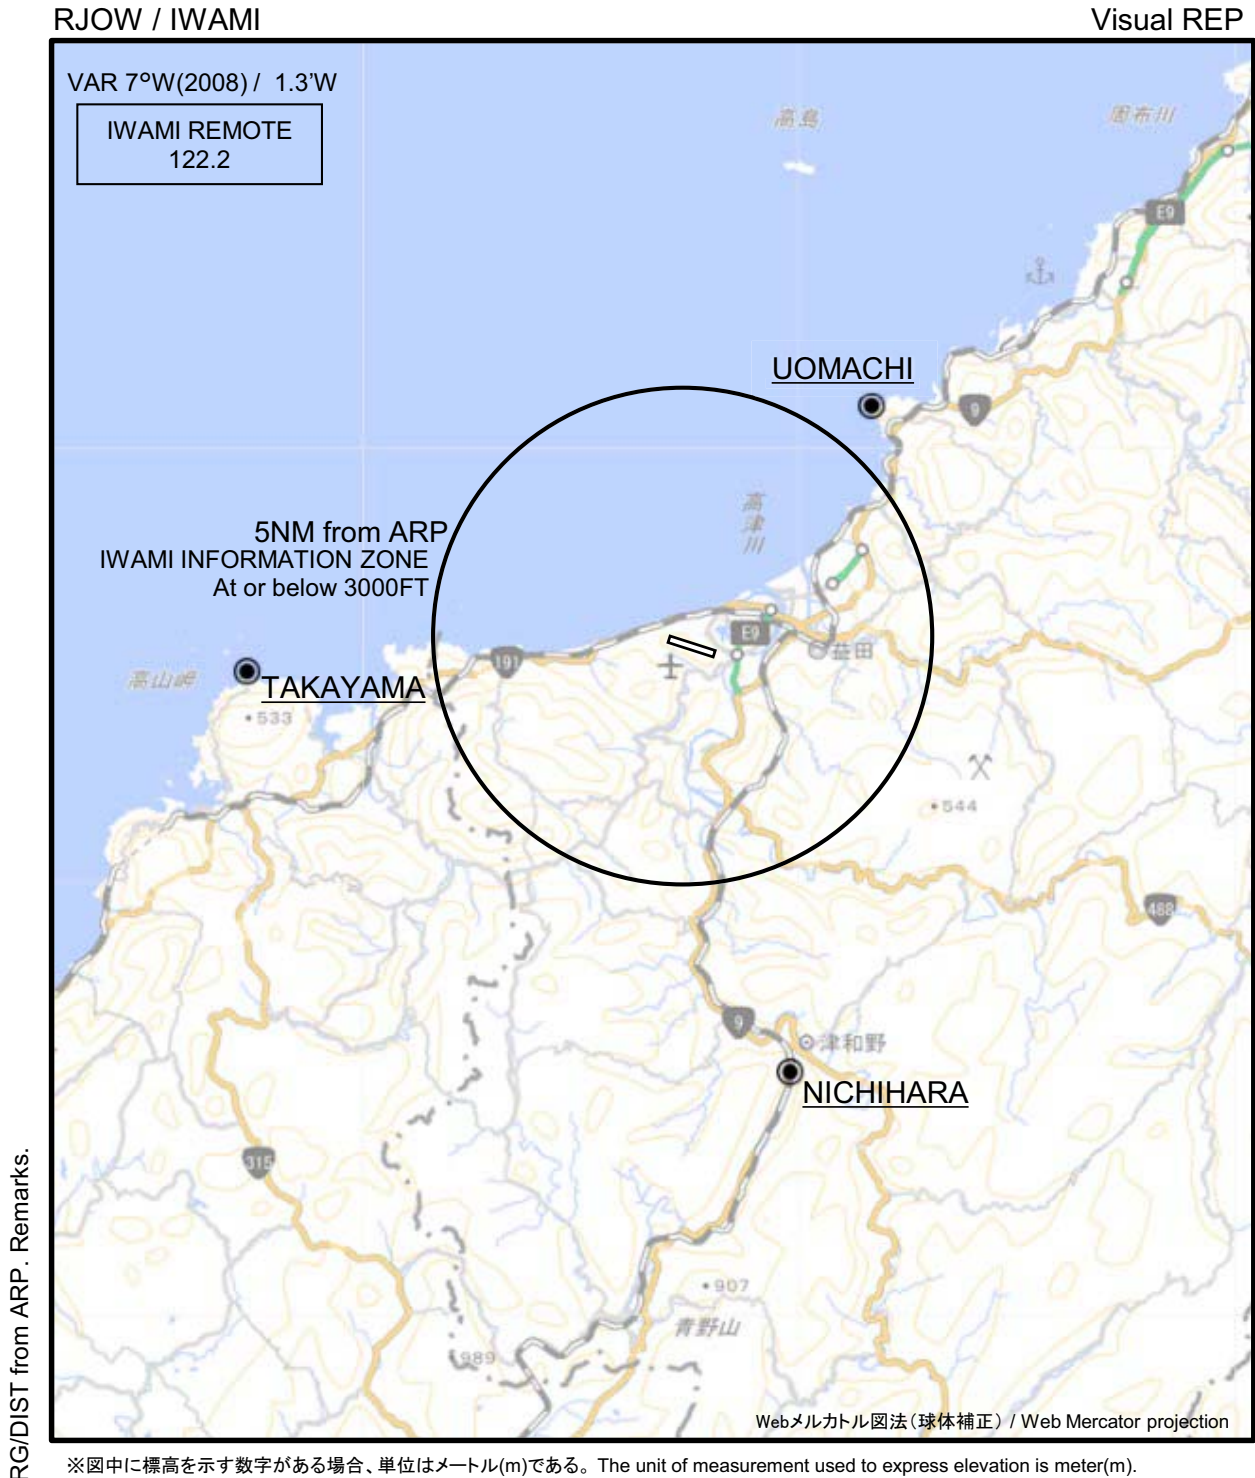 RJOW / IWAMI
Visual REP
VAR 7°W(2008) / 1.3'W
IWAMI REMOTE
122.2
高島
周布川
E9
UOMACHI
9
高津川
5NM from ARP
IWAMI INFORMATION ZONE
At or below 3000FT
E9
益田
191
高山岬
TAKAYAMA
533
544
488
9
津和野
NICHIHARA
315
907
青野山
989
Webメルカトル図法(球体補正) / Web Mercator projection
RG/DIST from ARP. Remarks.
※図中に標高を示す数字がある場合、単位はメートル(m)である。 The unit of measurement used to express elevation is meter(m).